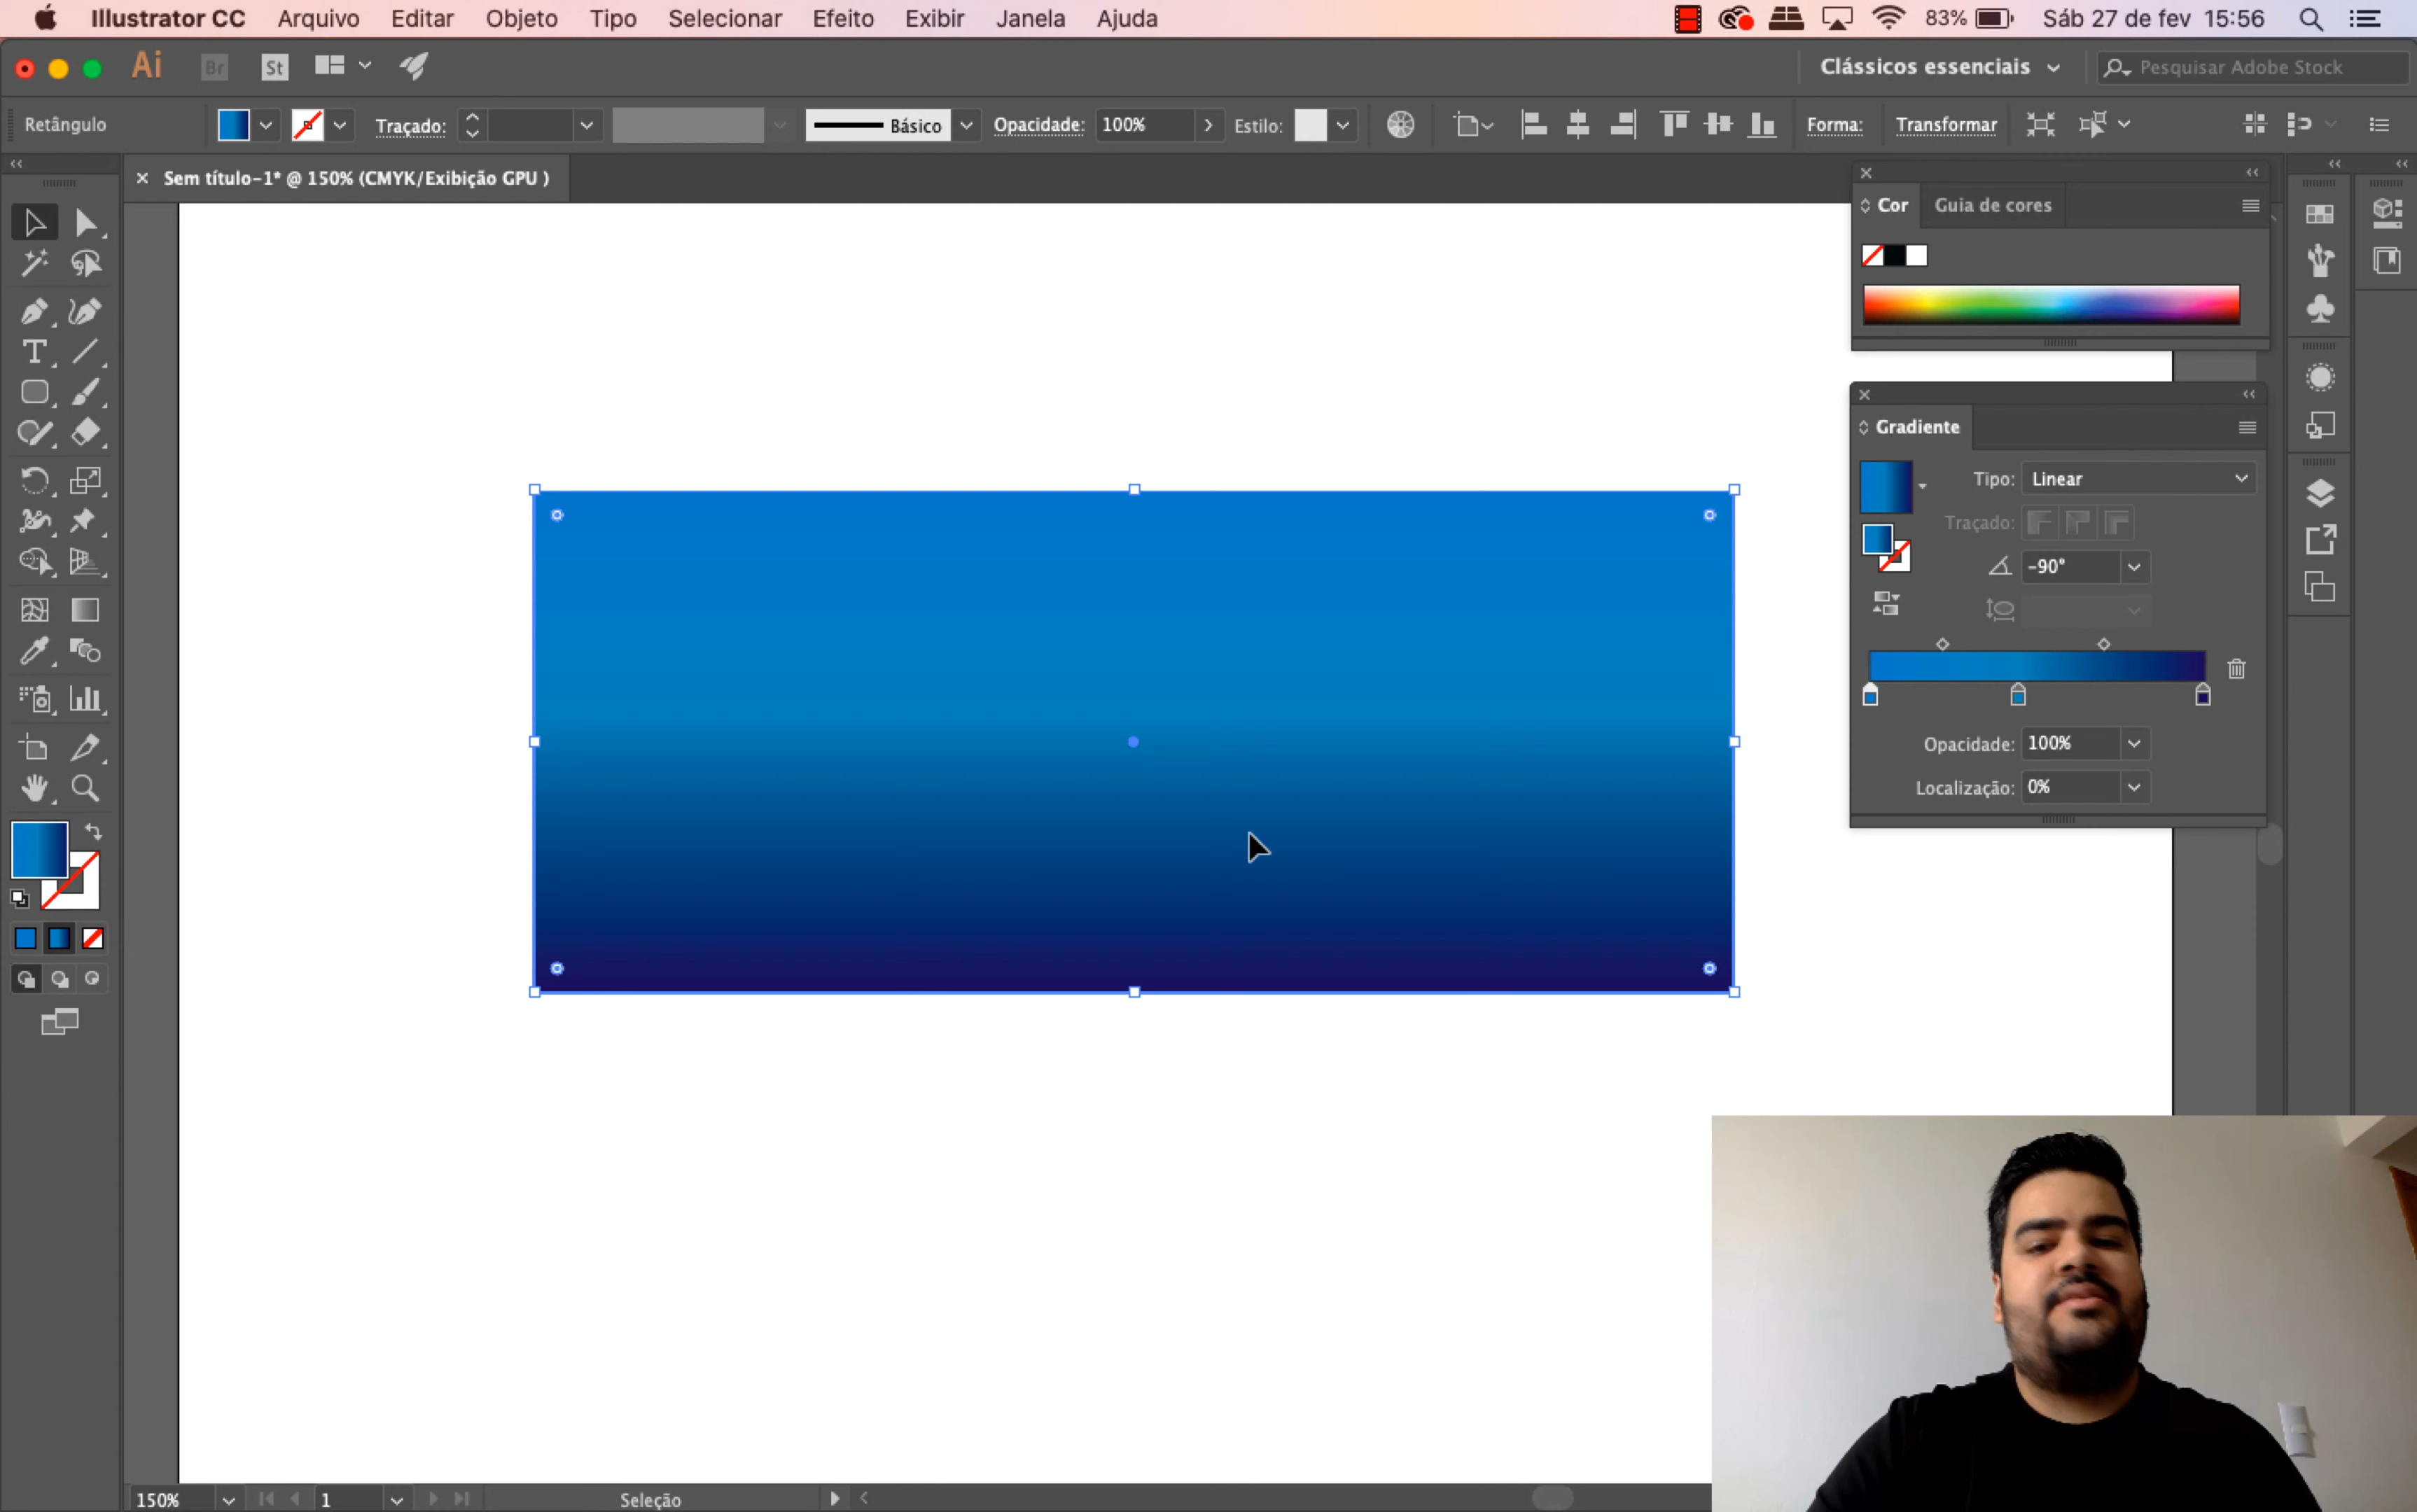 Illustrator CC Arquivo Editar Objeto Tipo Selecionar Efeito Exibir Janela Ajuda 83% Sáb 27 de fev 15:56
Ai Br St Clássicos essenciais Pesquisar Adobe Stock
Retângulo Traçado: Básico Opacidade: 100% Estilo: Forma: Transformar
Sem título-1* @ 150% (CMYK/Exibição GPU )
Cor Guia de cores
Gradiente
Tipo: Linear
Traçado:
-90°
Opacidade: 100%
Localização: 0%
150% 1 Seleção